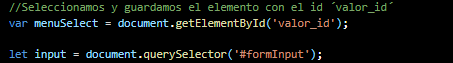 //Seleccionamos y guardamos el elemento con el id ´valor_id´
var menuSelect = document.getElementById('valor_id');
let input = document.querySelector('#formInput');